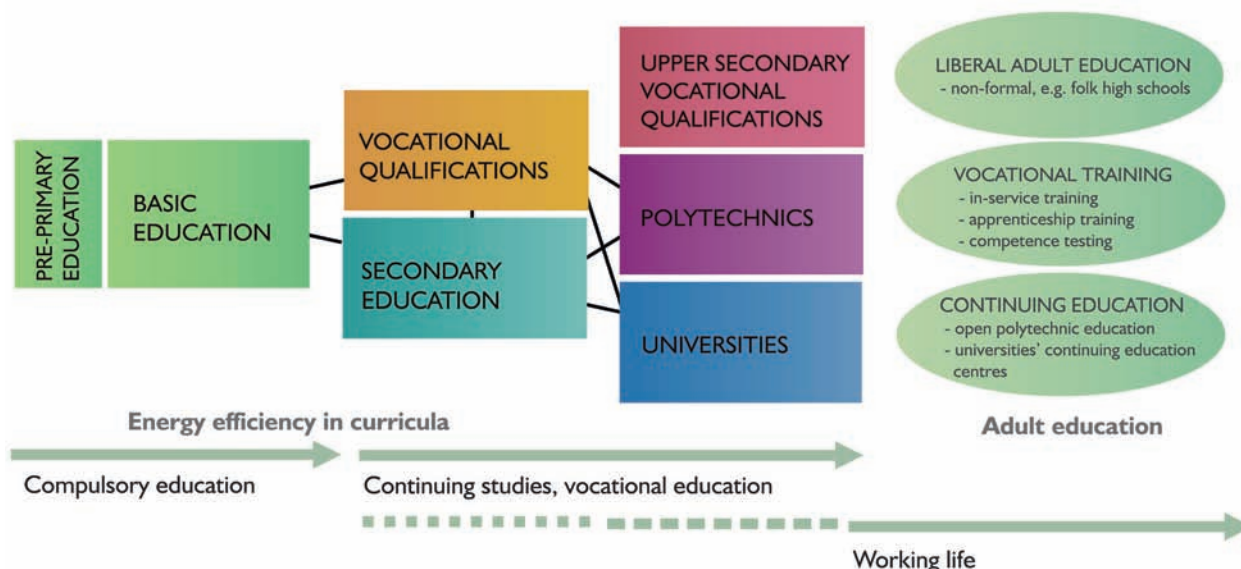 PRE-PRIMARY
EDUCATION
BASIC
EDUCATION
VOCATIONAL
QUALIFICATIONS
SECONDARY
EDUCATION
UPPER SECONDARY
VOCATIONAL
QUALIFICATIONS
POLYTECHNICS
UNIVERSITIES
LIBERAL ADULT EDUCATION
- non-formal, e.g. folk high schools
VOCATIONAL TRAINING
- in-service training
- apprenticeship training
- competence testing
CONTINUING EDUCATION
- open polytechnic education
- universities' continuing education
centres
Energy efficiency in curricula
Adult education
Compulsory education
Continuing studies, vocational education
Working life